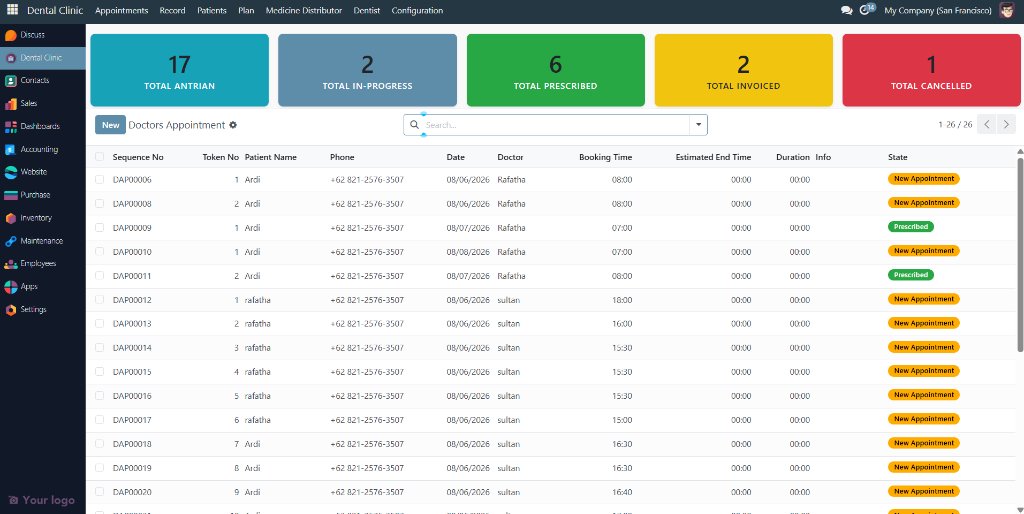 Dental Clinic Appointments Record Patients Plan Medicine Distributor Dentist Configuration 14 My Company (San Francisco)
Discuss
Dental Clinic
Contacts
Sales
Dashboards
Accounting
Website
Purchase
Inventory
Maintenance
Employees
Apps
Settings
Your logo
17
TOTAL ANTRIAN
2
TOTAL IN-PROGRESS
6
TOTAL PRESCRIBED
2
TOTAL INVOICED
1
TOTAL CANCELLED
New Doctors Appointment Search... 1-26 / 26
Sequence No Token No Patient Name Phone Date Doctor Booking Time Estimated End Time Duration Info State
DAP00006 1 Ardi +62 821-2576-3507 08/06/2026 Rafatha 08:00 00:00 00:00 New Appointment
DAP00008 2 Ardi +62 821-2576-3507 08/06/2026 Rafatha 08:00 00:00 00:00 New Appointment
DAP00009 1 Ardi +62 821-2576-3507 08/07/2026 Rafatha 07:00 00:00 00:00 Prescribed
DAP00010 1 Ardi +62 821-2576-3507 08/08/2026 Rafatha 07:00 00:00 00:00 New Appointment
DAP00011 2 Ardi +62 821-2576-3507 08/07/2026 Rafatha 08:00 00:00 00:00 Prescribed
DAP00012 1 rafatha +62 821-2576-3507 08/06/2026 sultan 18:00 00:00 00:00 New Appointment
DAP00013 2 rafatha +62 821-2576-3507 08/06/2026 sultan 16:00 00:00 00:00 New Appointment
DAP00014 3 rafatha +62 821-2576-3507 08/06/2026 sultan 15:30 00:00 00:00 New Appointment
DAP00015 4 rafatha +62 821-2576-3507 08/06/2026 sultan 15:30 00:00 00:00 New Appointment
DAP00016 5 rafatha +62 821-2576-3507 08/06/2026 sultan 15:30 00:00 00:00 New Appointment
DAP00017 6 rafatha +62 821-2576-3507 08/06/2026 sultan 15:00 00:00 00:00 New Appointment
DAP00018 7 Ardi +62 821-2576-3507 08/06/2026 sultan 16:30 00:00 00:00 New Appointment
DAP00019 8 Ardi +62 821-2576-3507 08/06/2026 sultan 16:30 00:00 00:00 New Appointment
DAP00020 9 Ardi +62 821-2576-3507 08/06/2026 sultan 16:40 00:00 00:00 New Appointment